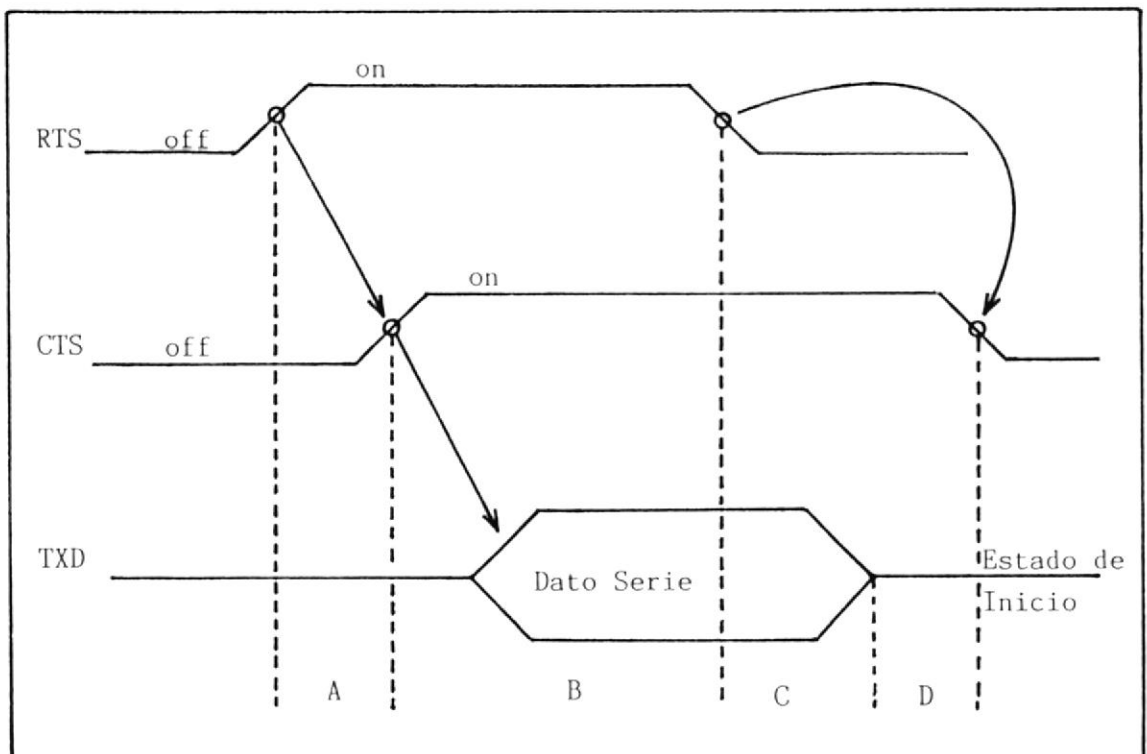 on
RTS off
on
CTS off
TXD
Dato Serie
Estado de
Inicio
A B C D